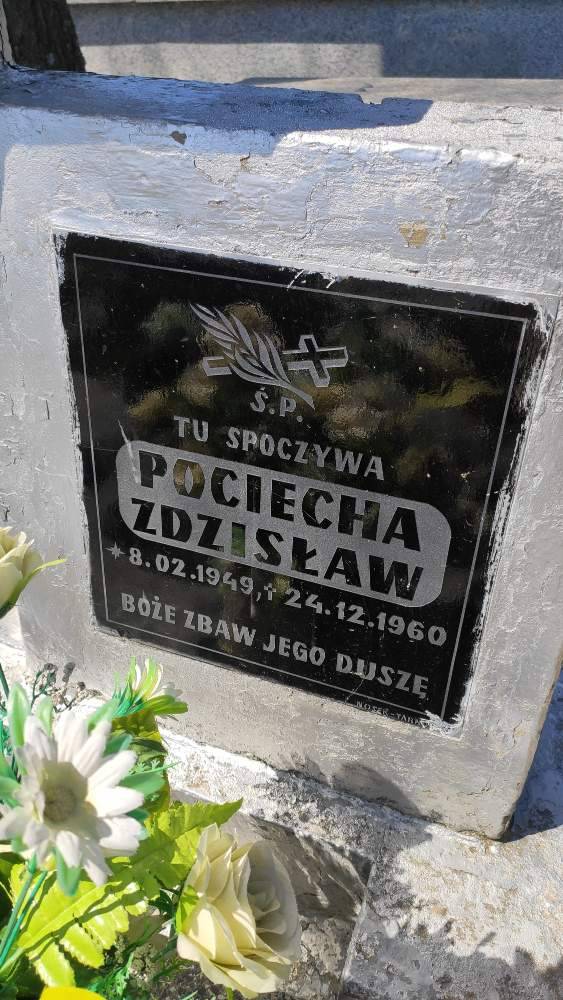 Ś.P.
TU SPOCZYWA
POCIECHA
ZDZISŁAW
* 8.02.1949, † 24.12.1960
BOŻE ZBAW JEGO DUSZĘ